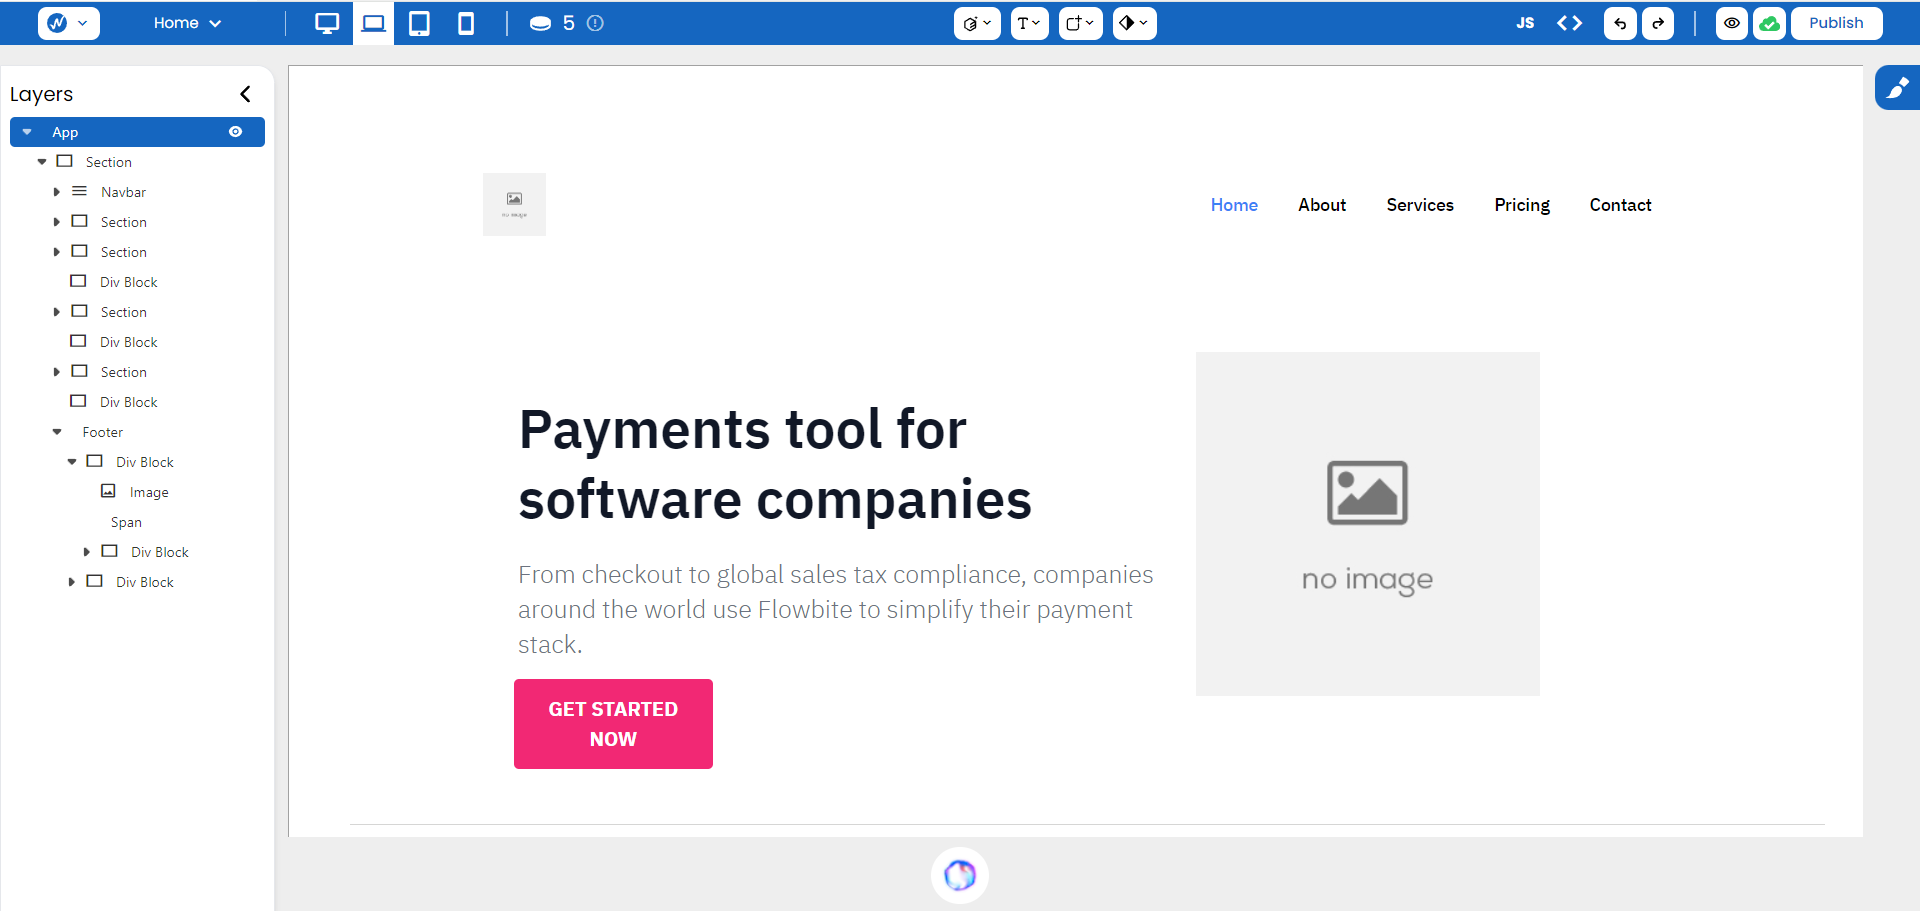 Home
5
T
JS
Publish
Layers
App
Section
Navbar
Section
Section
Div Block
Section
Div Block
Section
Div Block
Footer
Div Block
Image
Span
Div Block
Div Block
no image
Home About Services Pricing Contact
Payments tool for
software companies
From checkout to global sales tax compliance, companies
around the world use Flowbite to simplify their payment
stack.
GET STARTED
NOW
no image